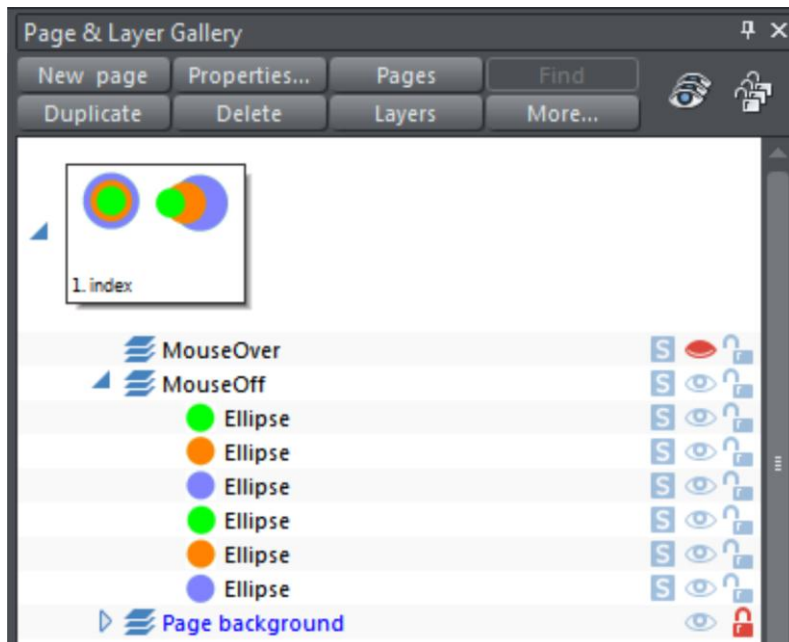 Page & Layer Gallery
New page Properties... Pages Find
Duplicate Delete Layers More...
1. index
MouseOver S
MouseOff S
Ellipse S
Ellipse S
Ellipse S
Ellipse S
Ellipse S
Ellipse S
Page background